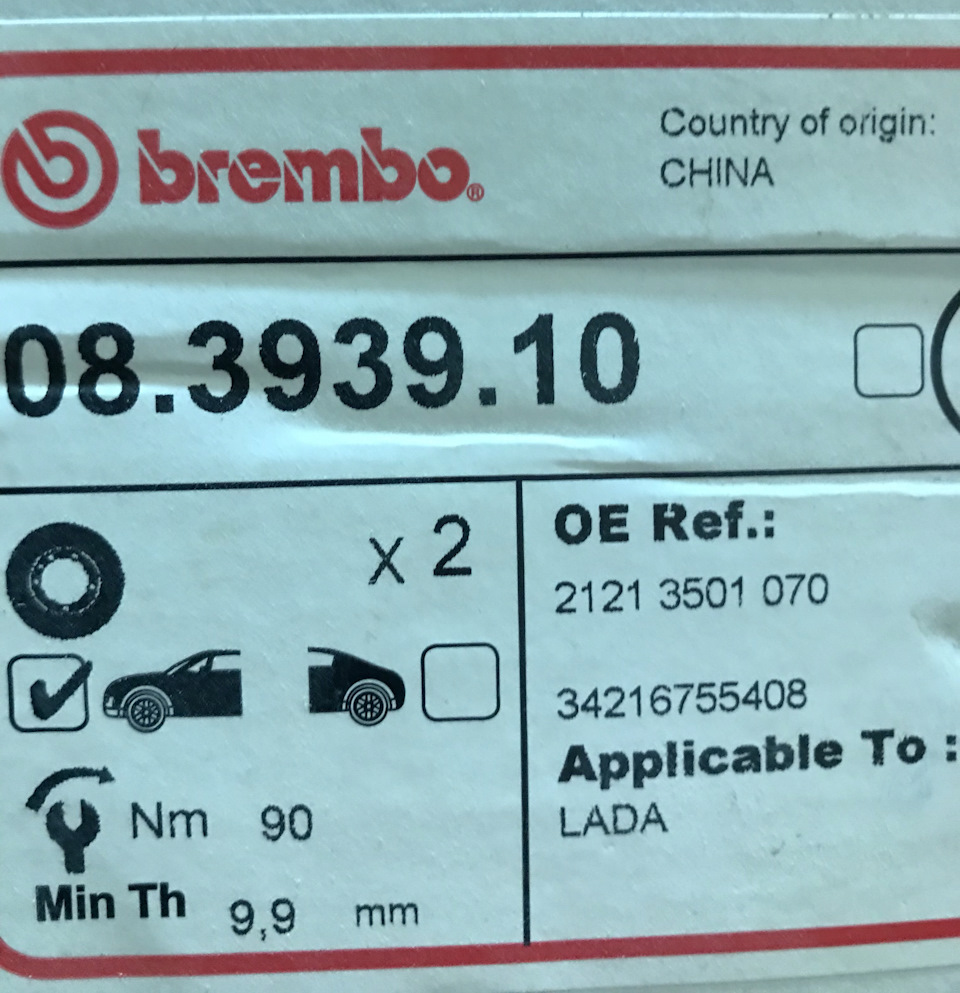 brembo®
Country of origin:
CHINA
08.3939.10
x 2
Nm 90
Min Th 9,9 mm
OE Ref.:
2121 3501 070
34216755408
Applicable To :
LADA